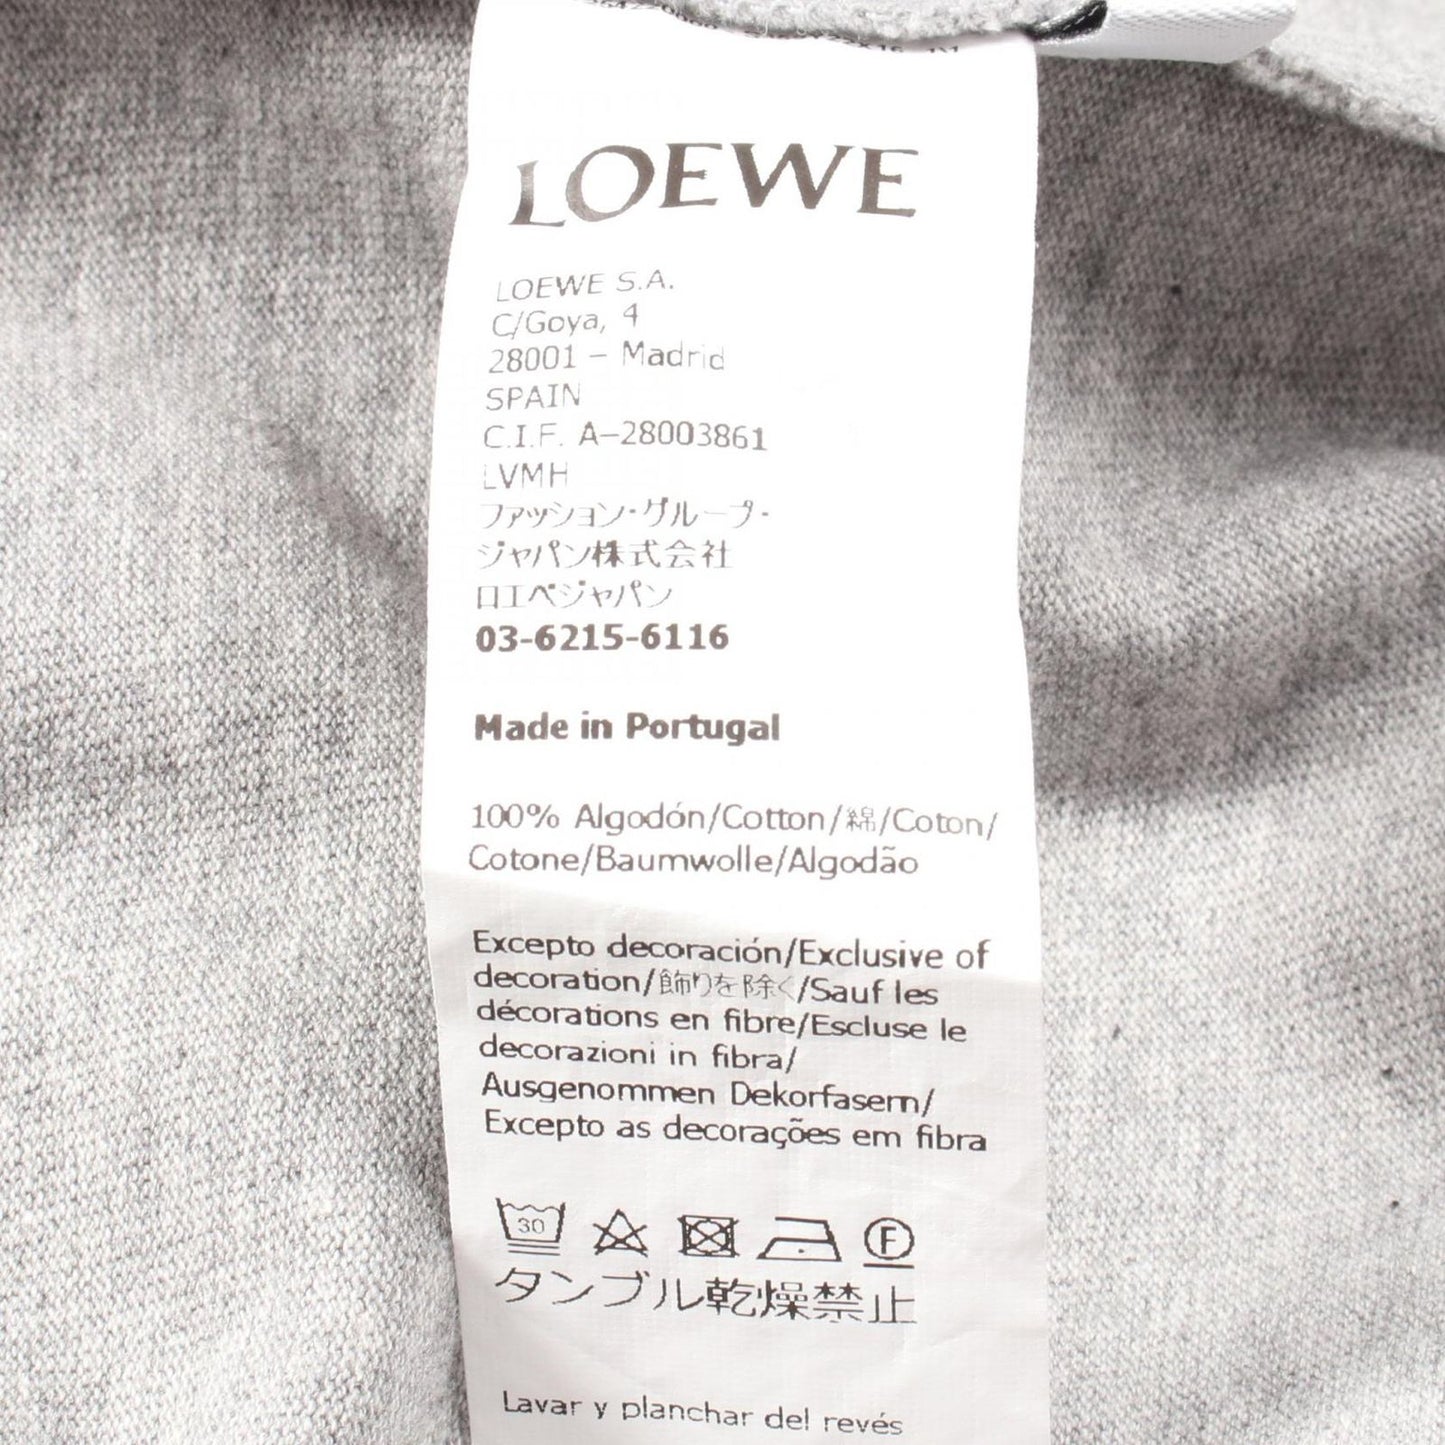 LOEWE
LOEWE S.A.
C/Goya, 4
28001 – Madrid
SPAIN
C.I.F. A–28003861
LVMH
ファッション・グループ・
ジャパン株式会社
ロエベジャパン
03-6215-6116
Made in Portugal
100% Algodón/Cotton/綿/Coton/
Cotone/Baumwolle/Algodão
Excepto decoración/Exclusive of
decoration/飾りを除く/Sauf les
décorations en fibre/Escluse le
decorazioni in fibra/
Ausgenommen Dekorfasern/
Excepto as decorações em fibra
30 F
タンブル乾燥禁止
Lavar y planchar del revés